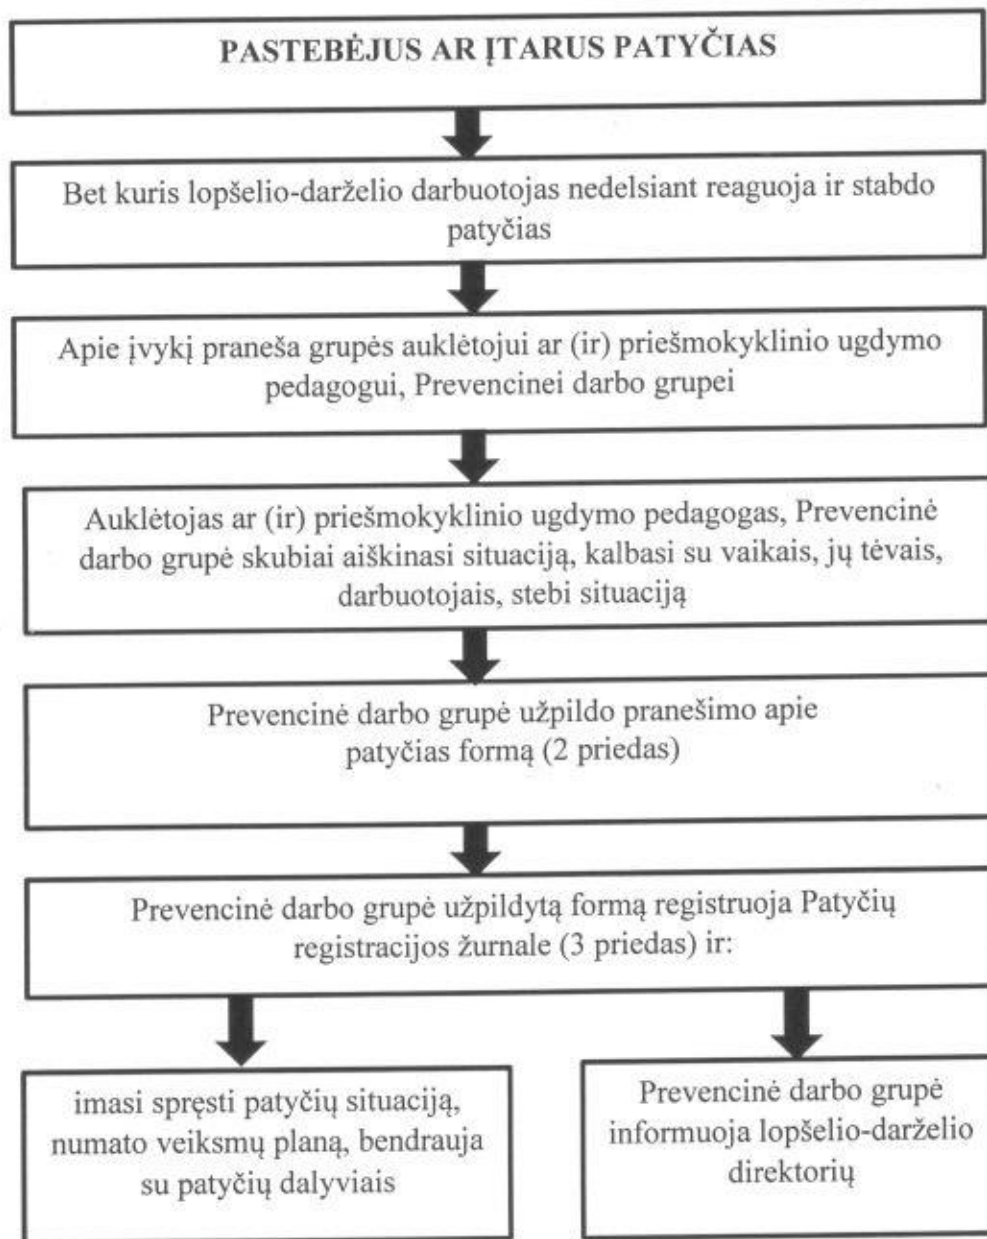 PASTEBĖJUS AR ĮTARUS PATYČIAS
Bet kuris lopšelio-darželio darbuotojas nedelsiant reaguoja ir stabdo
patyčias
Apie įvykį praneša grupės auklėtojui ar (ir) priešmokyklinio ugdymo
pedagogui, Prevencinei darbo grupei
Auklėtojas ar (ir) priešmokyklinio ugdymo pedagogas, Prevencinė
darbo grupė skubiai aiškinasi situaciją, kalbasi su vaikais, jų tėvais,
darbuotojais, stebi situaciją
Prevencinė darbo grupė užpildo pranešimo apie
patyčias formą (2 priedas)
Prevencinė darbo grupė užpildytą formą registruoja Patyčių
registracijos žurnale (3 priedas) ir:
imasi spręsti patyčių situaciją,
numato veiksmų planą, bendrauja
su patyčių dalyviais
Prevencinė darbo grupė
informuoja lopšelio-darželio
direktorių